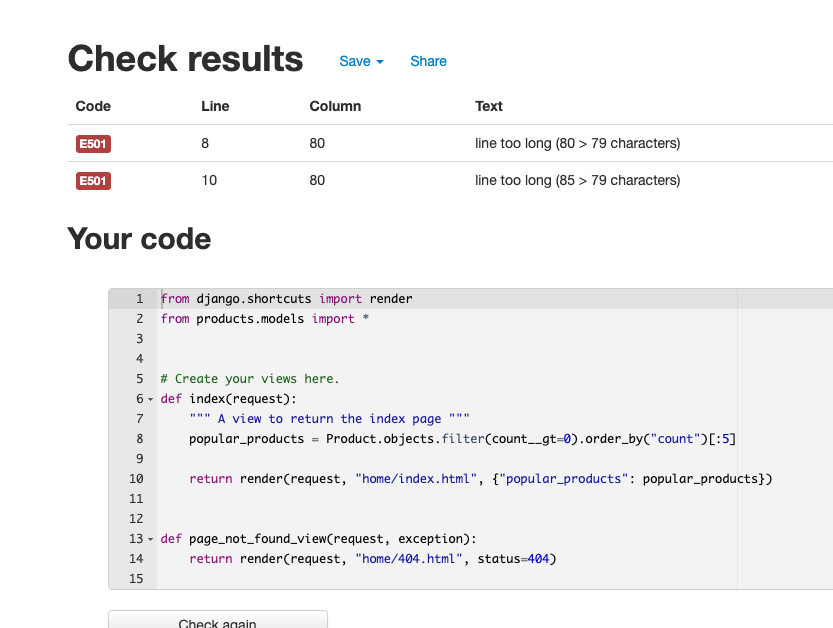 Check results Save Share
Code Line Column Text
E501 8 80 line too long (80 > 79 characters)
E501 10 80 line too long (85 > 79 characters)
Your code
1 from django.shortcuts import render
2 from products.models import *
3
4
5 # Create your views here.
6 def index(request):
7     """ A view to return the index page """
8     popular_products = Product.objects.filter(count__gt=0).order_by("count")[:5]
9
10     return render(request, "home/index.html", {"popular_products": popular_products})
11
12
13 def page_not_found_view(request, exception):
14     return render(request, "home/404.html", status=404)
15
Check again